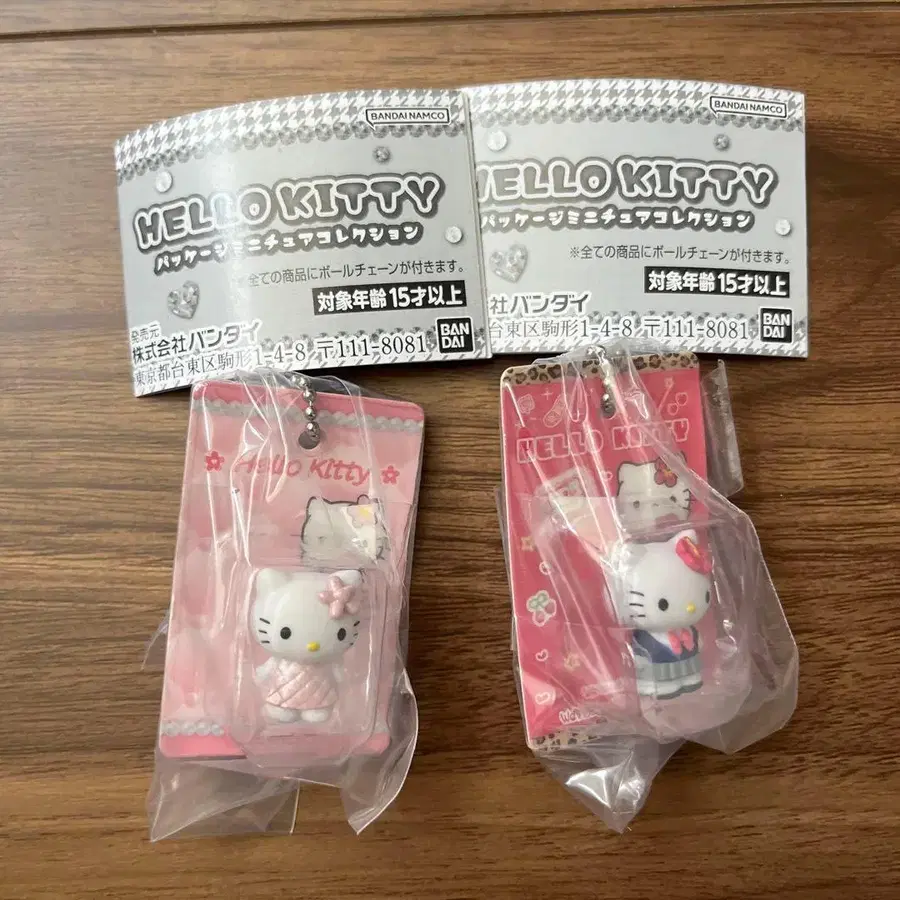 BANDAI NAMCO
HELLO KITTY
パッケージミニチュアコレクション
全ての商品にボールチェーンが付きます。
対象年齢15才以上
発売元
株式会社バンダイ
東京都台東区駒形1-4-8 〒111-8081
BAN
DAI
BANDAI NAMCO
HELLO KITTY
パッケージミニチュアコレクション
※全ての商品にボールチェーンが付きます。
対象年齢15才以上
社バンダイ
台東区駒形1-4-8 〒111-8081
BAN
DAI
Hello Kitty
HELLO KITTY